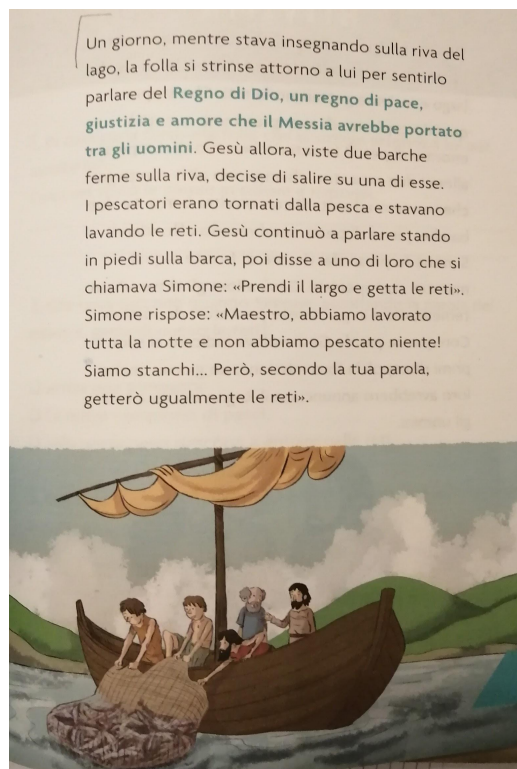 Un giorno, mentre stava insegnando sulla riva del
lago, la folla si strinse attorno a lui per sentirlo
parlare del Regno di Dio, un regno di pace,
giustizia e amore che il Messia avrebbe portato
tra gli uomini. Gesù allora, viste due barche
ferme sulla riva, decise di salire su una di esse.
I pescatori erano tornati dalla pesca e stavano
lavando le reti. Gesù continuò a parlare stando
in piedi sulla barca, poi disse a uno di loro che si
chiamava Simone: «Prendi il largo e getta le reti».
Simone rispose: «Maestro, abbiamo lavorato
tutta la notte e non abbiamo pescato niente!
Siamo stanchi... Però, secondo la tua parola,
getterò ugualmente le reti».